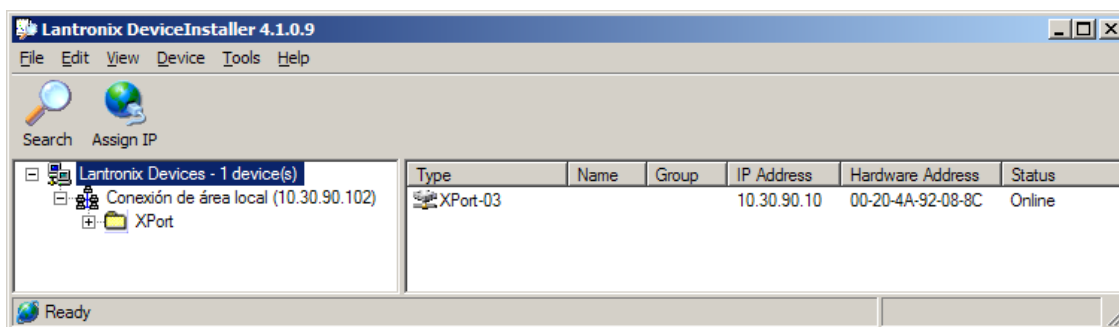 Lantronix DeviceInstaller 4.1.0.9
File Edit View Device Tools Help
Search Assign IP
Lantronix Devices - 1 device(s)
Conexión de área local (10.30.90.102)
XPort
Type Name Group IP Address Hardware Address Status
XPort-03 10.30.90.10 00-20-4A-92-08-8C Online
Ready